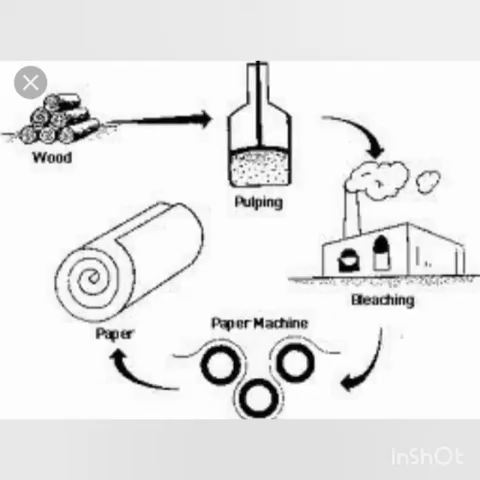 Wood
Pulping
Bleaching
Paper Machine
Paper
InShOt